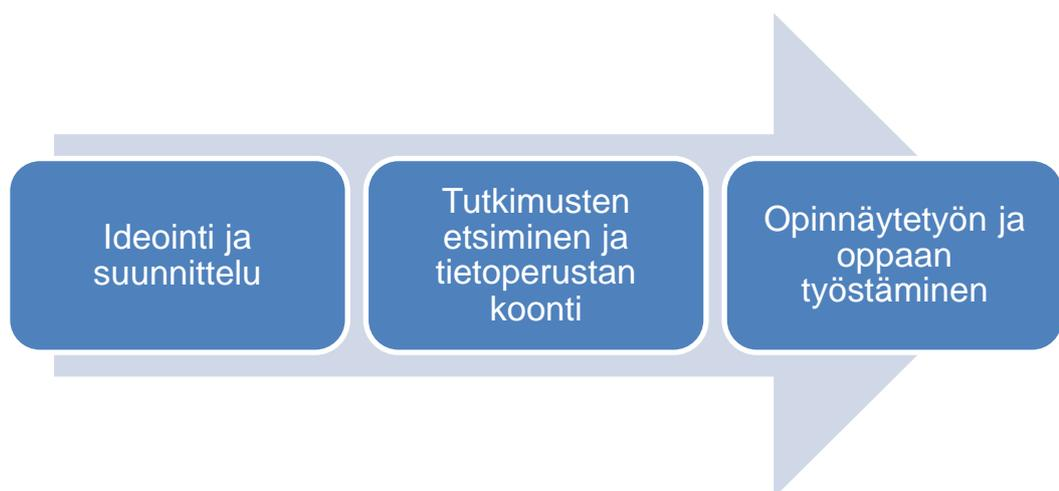 Ideointi ja
suunnittelu
Tutkimusten
etsiminen ja
tietoperustan
koonti
Opinnäytetyön ja
oppaan
työstäminen